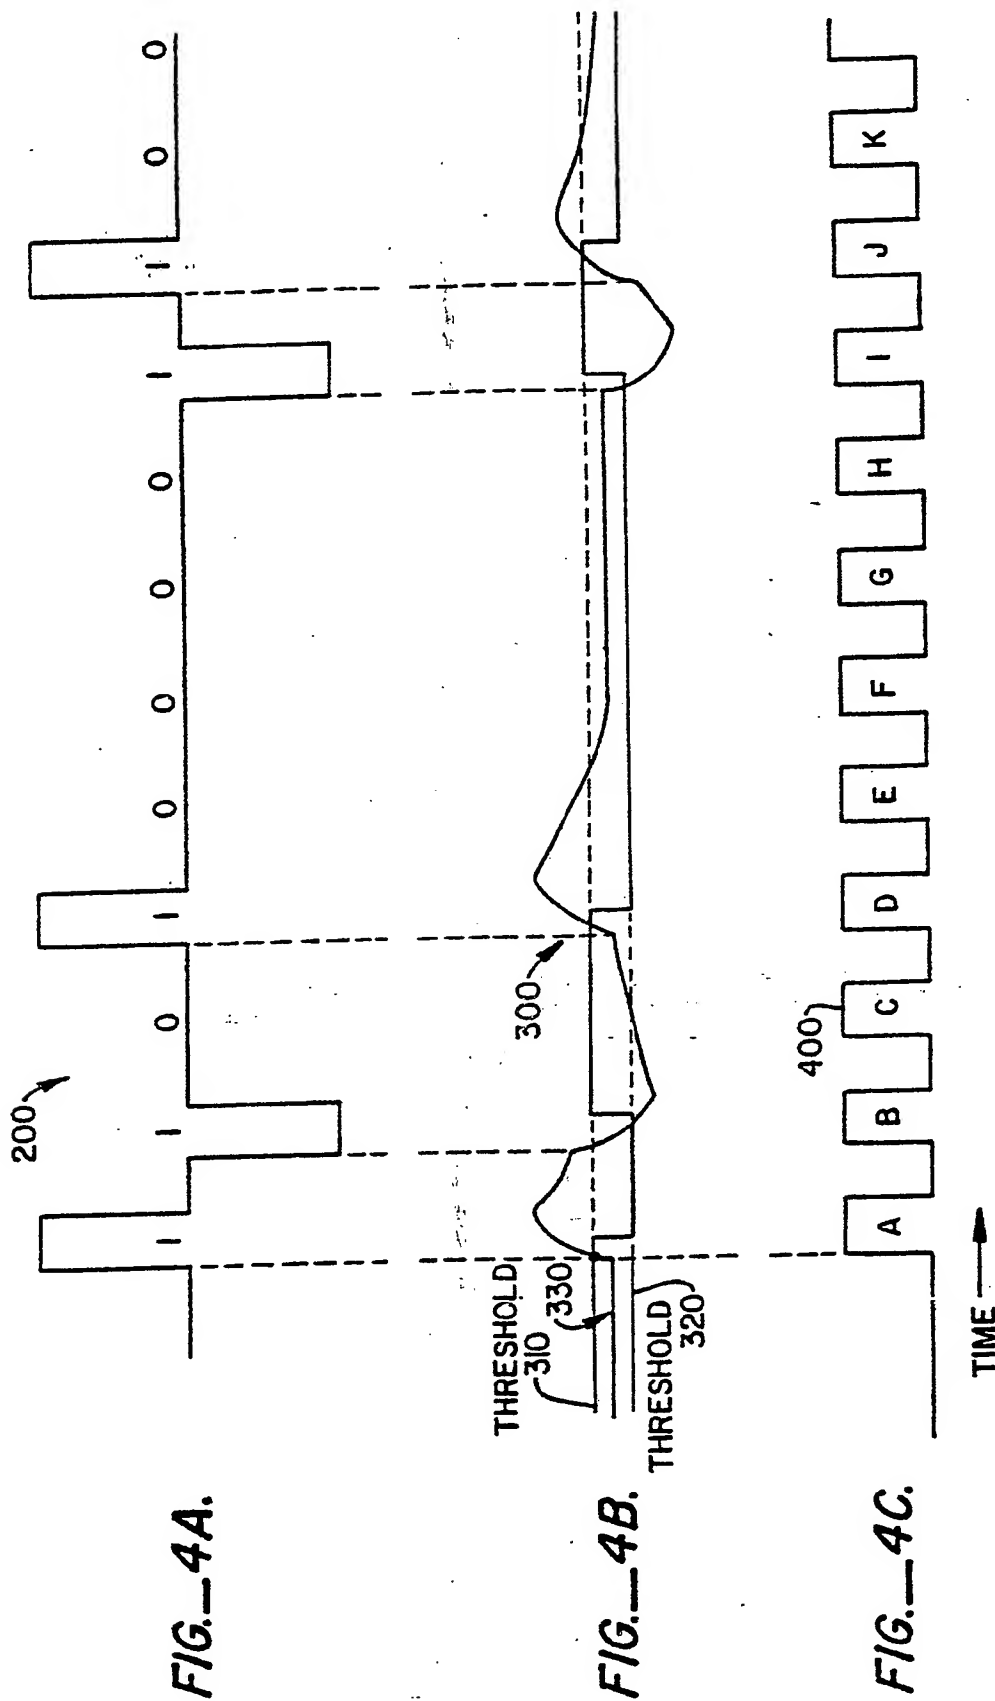 FIG._4A.
200
1 1 0 1 0 0 0 0 1 1 0 0
FIG._4B.
THRESHOLD
310
330
THRESHOLD
320
300
FIG._4C.
400
A B C D E F G H I J K
TIME